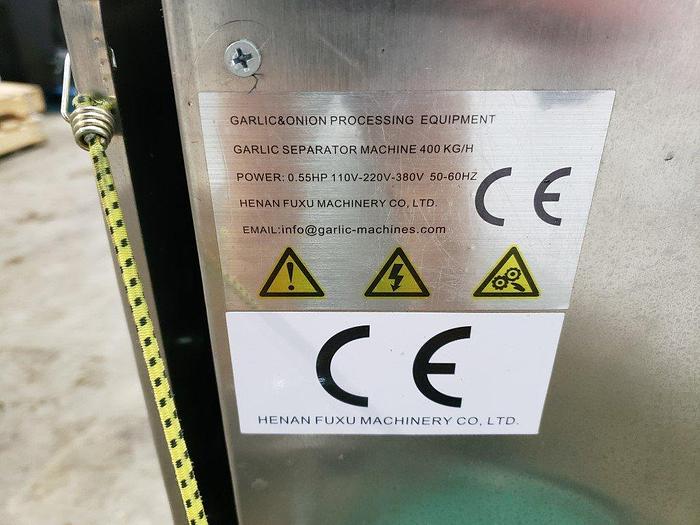 GARLIC&ONION PROCESSING EQUIPMENT
GARLIC SEPARATOR MACHINE 400 KG/H
POWER: 0.55HP 110V-220V-380V 50-60HZ
HENAN FUXU MACHINERY CO, LTD.
EMAIL:info@garlic-machines.com
CE
CE
HENAN FUXU MACHINERY CO, LTD.